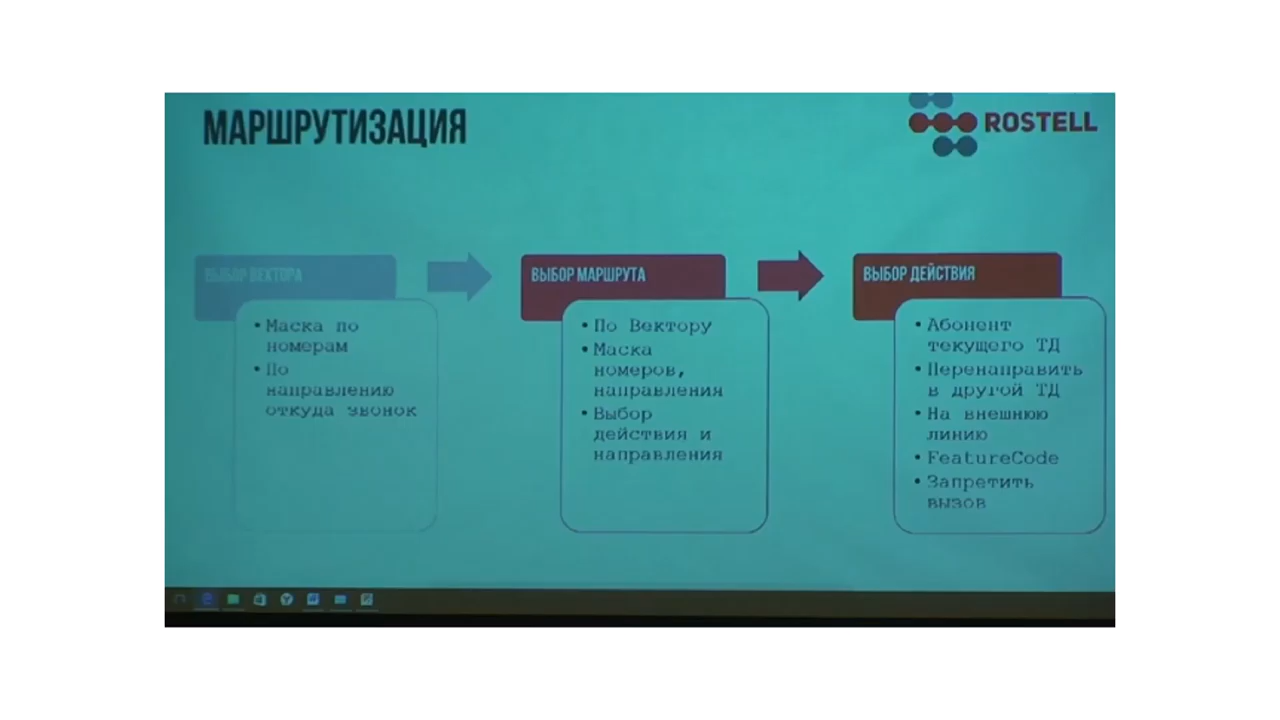 МАРШРУТИЗАЦИЯ
ROSTELL
ВЫБОР ВЕКТОРА
• Маска по
номерам
• По
направлению
откуда звонок
ВЫБОР МАРШРУТА
• По Вектору
• Маска
номеров,
направления
• Выбор
действия и
направления
ВЫБОР ДЕЙСТВИЯ
• Абонент
текущего ТД
• Перенаправить
в другой ТД
• На внешнюю
линию
• FeatureCode
• Запретить
вызов